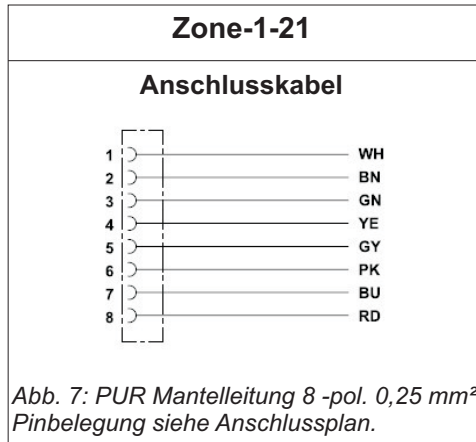 Zone-1-21
Anschlusskabel
1 WH
2 BN
3 GN
4 YE
5 GY
6 PK
7 BU
8 RD
Abb. 7: PUR Mantelleitung 8 -pol. 0,25 mm²
Pinbelegung siehe Anschlussplan.